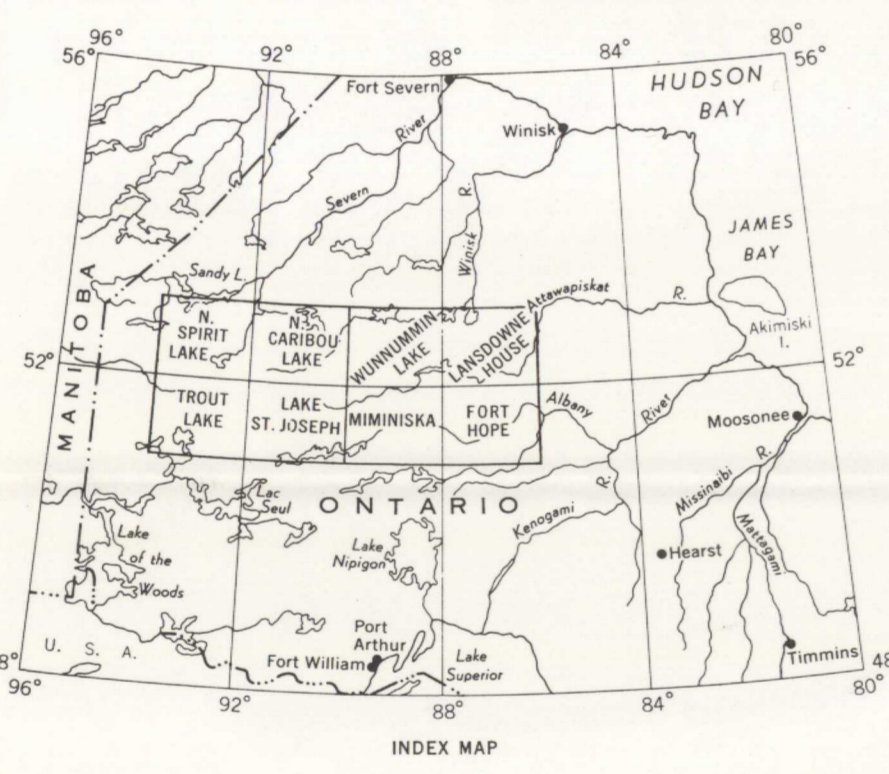 96°
92°
88°
84°
80°
56°
56°
HUDSON
BAY
Fort Severn
Winisk
River
Severn
R.
Winisk
JAMES
BAY
Sandy L.
Attawapiskat
R.
Akimiski
I.
MANITOBA
N.
SPIRIT
LAKE
N.
CARIBOU
LAKE
WUNNUMMIN
LAKE
LANSDOWNE
HOUSE
52°
52°
TROUT
LAKE
LAKE
ST. JOSEPH
MIMINISKA
FORT
HOPE
Albany
River
Moosonee
Lac
Seul
ONTARIO
R.
Kenogami
Missinaibi
R.
Mattagami
Lake
of the
Woods
Lake
Nipigon
Hearst
U. S. A.
Port
Arthur
Fort William
Lake
Superior
Timmins
8°
48
96°
92°
88°
84°
80°
INDEX MAP